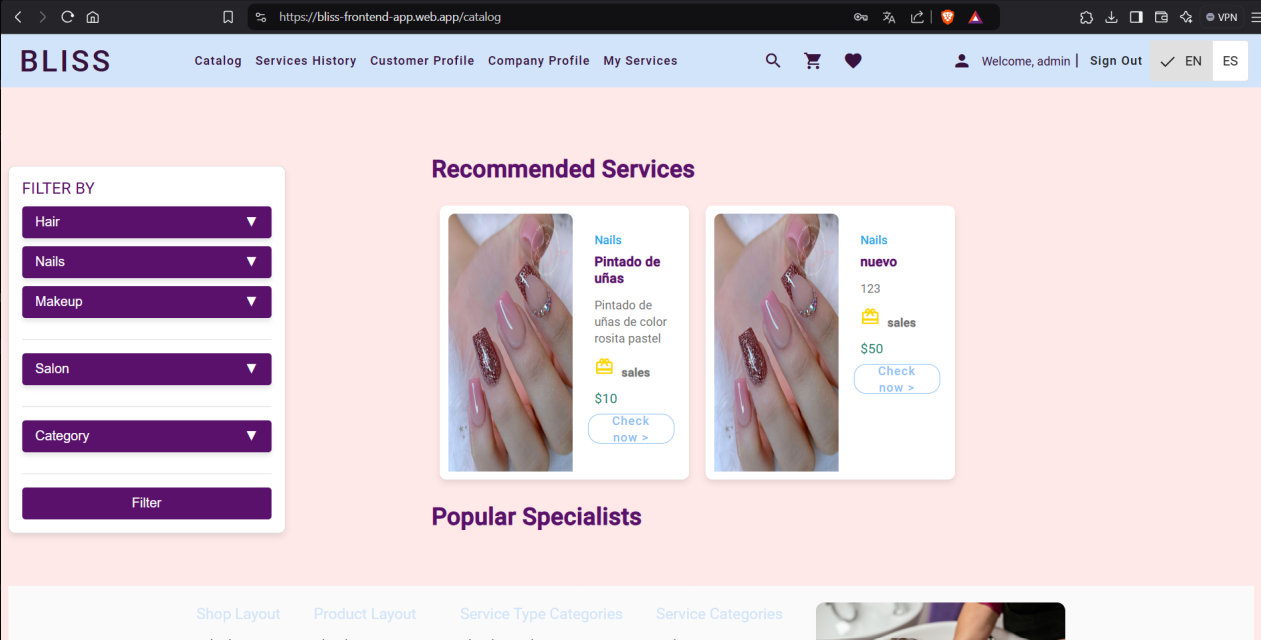 https://bliss-frontend-app.web.app/catalog
VPN
BLISS
Catalog Services History Customer Profile Company Profile My Services
Welcome, admin | Sign Out
EN ES
FILTER BY
Hair
Nails
Makeup
Salon
Category
Filter
Recommended Services
Nails
Pintado de
uñas
Pintado de
uñas de color
rosita pastel
sales
$10
Check
now >
Nails
nuevo
123
sales
$50
Check
now >
Popular Specialists
Shop Layout Product Layout Service Type Categories Service Categories